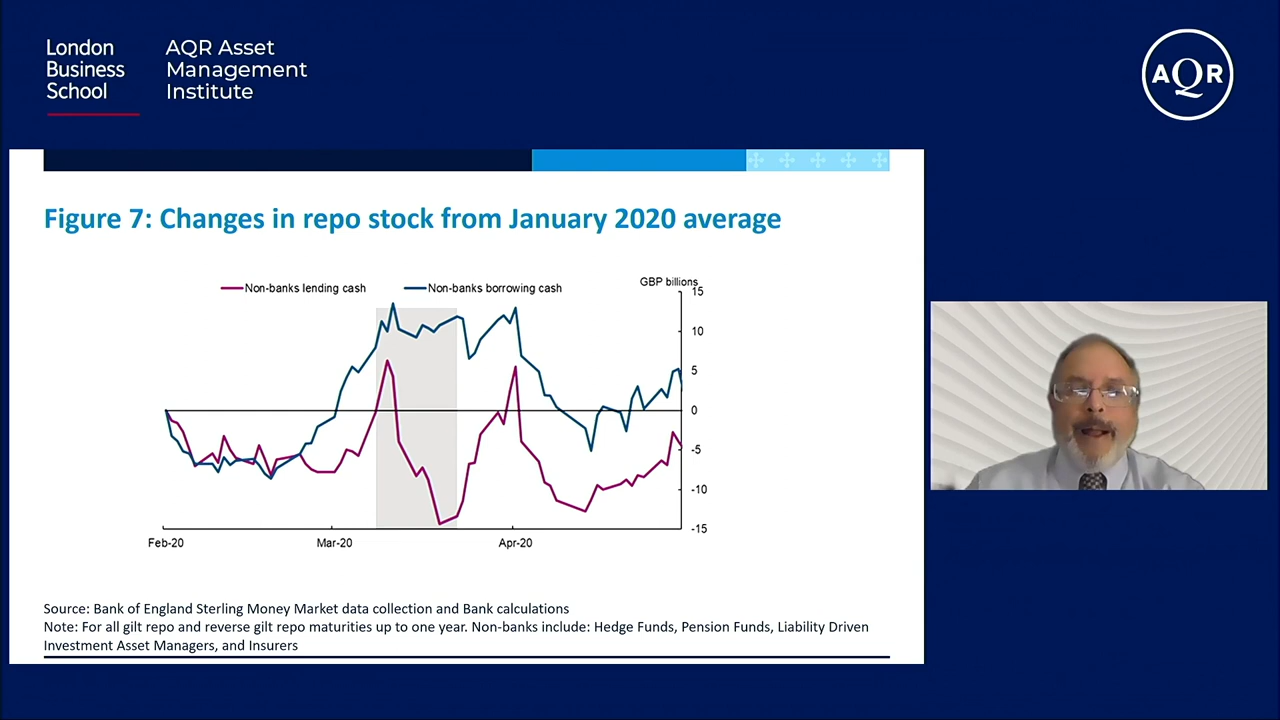 London
Business
School
AQR Asset
Management
Institute
AQR
Figure 7: Changes in repo stock from January 2020 average
Non-banks lending cash
Non-banks borrowing cash
GBP billions
15
10
5
0
-5
-10
-15
Feb-20
Mar-20
Apr-20
Source: Bank of England Sterling Money Market data collection and Bank calculations
Note: For all gilt repo and reverse gilt repo maturities up to one year. Non-banks include: Hedge Funds, Pension Funds, Liability Driven
Investment Asset Managers, and Insurers